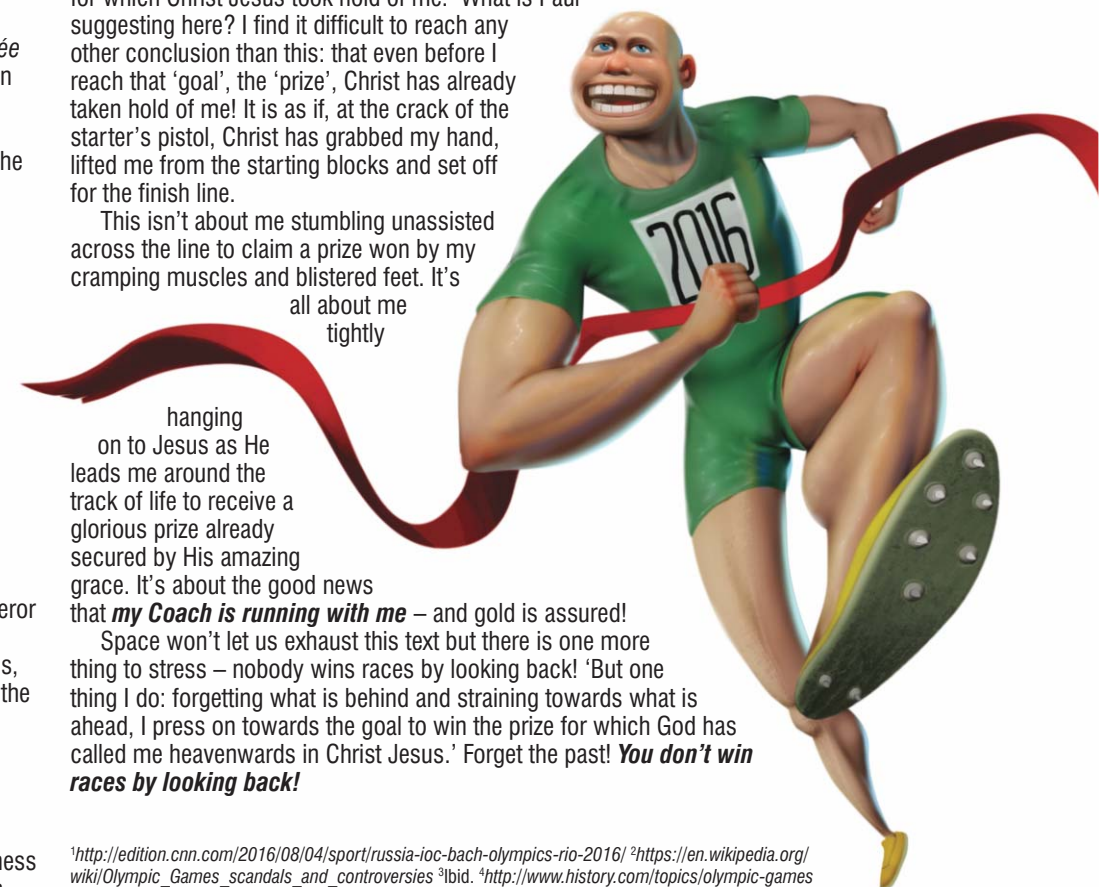 ée
n
he
eror
s,
the
ness
suggesting here? I find it difficult to reach any
other conclusion than this: that even before I
reach that ‘goal’, the ‘prize’, Christ has already
taken hold of me! It is as if, at the crack of the
starter’s pistol, Christ has grabbed my hand,
lifted me from the starting blocks and set off
for the finish line.
This isn’t about me stumbling unassisted
across the line to claim a prize won by my
cramping muscles and blistered feet. It’s
all about me
tightly
hanging
on to Jesus as He
leads me around the
track of life to receive a
glorious prize already
secured by His amazing
grace. It’s about the good news
that my Coach is running with me – and gold is assured!
Space won’t let us exhaust this text but there is one more
thing to stress – nobody wins races by looking back! ‘But one
thing I do: forgetting what is behind and straining towards what is
ahead, I press on towards the goal to win the prize for which God has
called me heavenwards in Christ Jesus.’ Forget the past! You don’t win
races by looking back!
2016
¹http://edition.cnn.com/2016/08/04/sport/russia-ioc-bach-olympics-rio-2016/ ²https://en.wikipedia.org/
wiki/Olympic_Games_scandals_and_controversies ³Ibid. ⁴http://www.history.com/topics/olympic-games